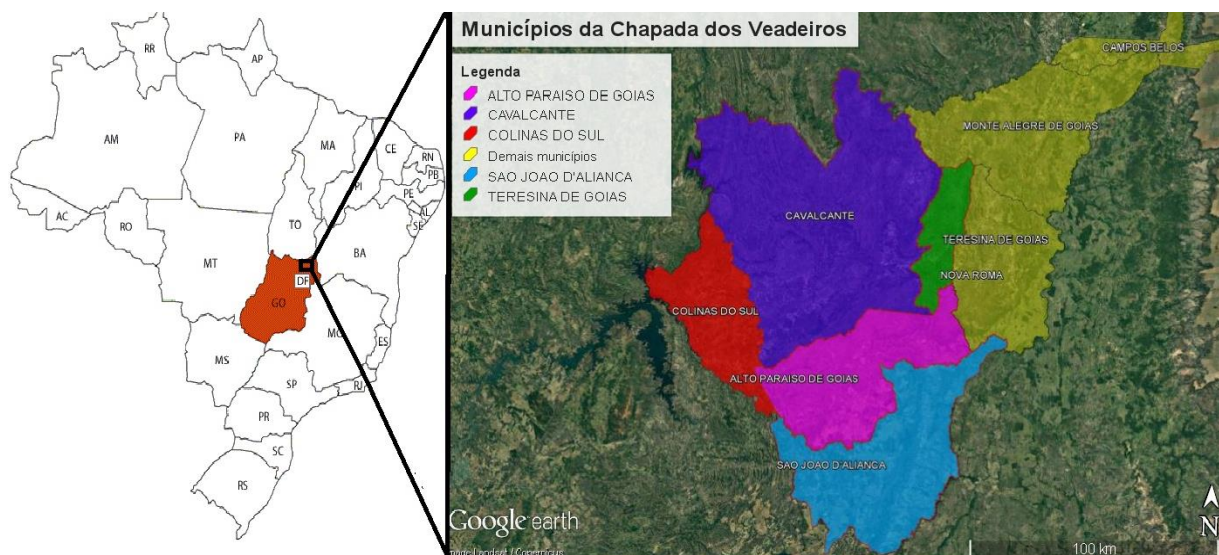 RR
AP
AM
PA
MA
CE
RN
PB
PI
PE
AL
SE
AC
RO
TO
BA
MT
DF
GO
MG
ES
MS
SP
RJ
PR
SC
RS
Municípios da Chapada dos Veadeiros
Legenda
ALTO PARAISO DE GOIAS
CAVALCANTE
COLINAS DO SUL
Demais municípios
SAO JOAO D'ALIANCA
TERESINA DE GOIAS
CAMPOS BELOS
MONTE ALEGRE DE GOIAS
CAVALCANTE
TERESINA DE GOIAS
NOVA ROMA
COLINAS DO SUL
ALTO PARAISO DE GOIAS
SAO JOAO D'ALIANCA
Google earth
Image Landsat / Copernicus
100 km
N